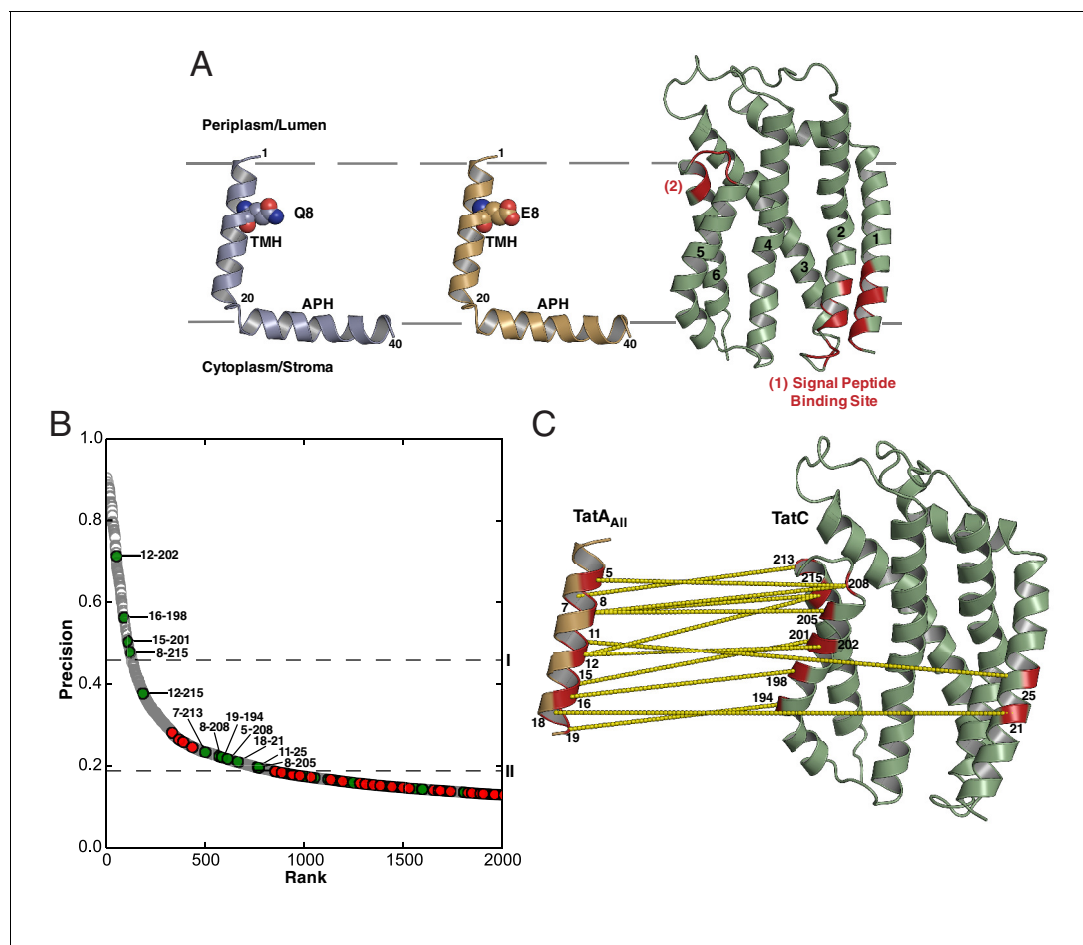 A
Periplasm/Lumen
1
Q8
TMH
20
APH
40
Cytoplasm/Stroma
1
E8
TMH
20
APH
40
(2)
5
6
4
3
2
1
(1) Signal Peptide
Binding Site
B
1.0
0.8
0.6
0.4
0.2
0.0
Precision
12-202
16-198
15-201
8-215
I
12-215
7-213
8-208
19-194
5-208
18-21
11-25
8-205
II
0
500
1000
1500
2000
Rank
C
TatAAll
TatC
5
7
8
11
12
15
16
18
19
213
215
208
205
201
202
198
194
25
21